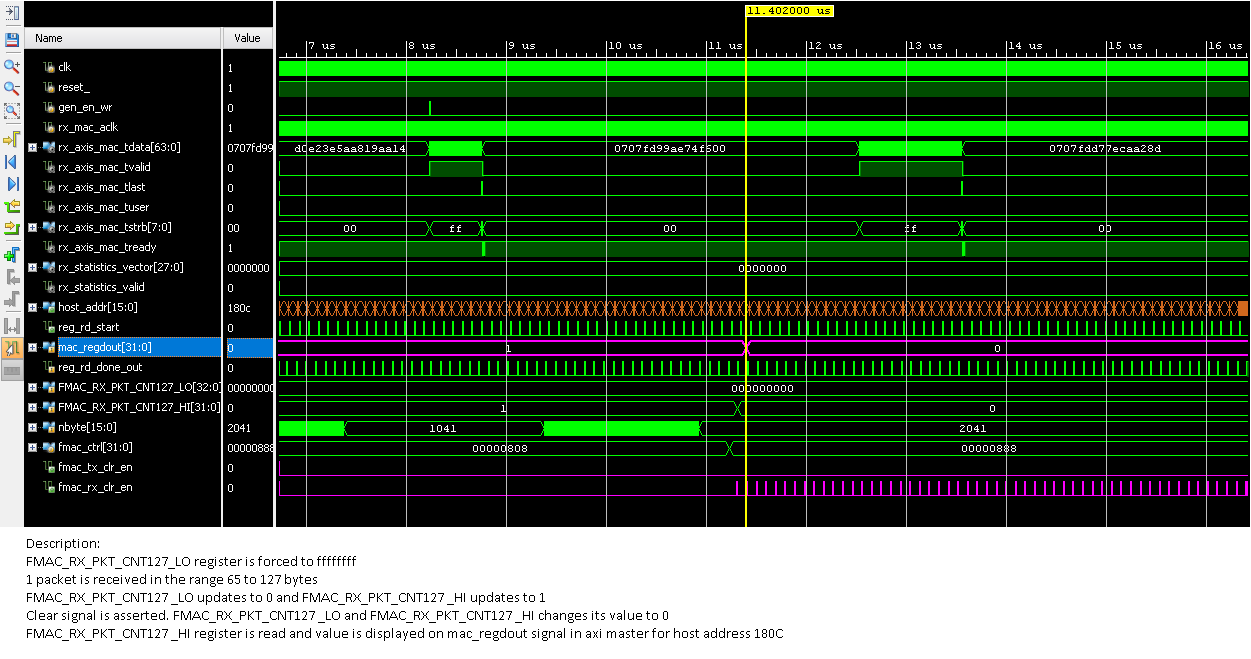 11.402000 us
Name Value
7 us 8 us 9 us 10 us 11 us 12 us 13 us 14 us 15 us 16 us
clk 1
reset_ 1
gen_en_wr 0
rx_mac_aclk 1
rx_axis_mac_tdata[63:0] 0707fd99 d0e23e5aa819aa14 0707fd99ae74f600 0707fdd77ecaa28d
rx_axis_mac_tvalid 0
rx_axis_mac_tlast 0
rx_axis_mac_tuser 0
rx_axis_mac_tstrb[7:0] 00 00 ff 00 ff 00
rx_axis_mac_tready 1
rx_statistics_vector[27:0] 0000000 0000000
rx_statistics_valid 0
host_addr[15:0] 180c
reg_rd_start 0
mac_regdout[31:0] 0 1 0
reg_rd_done_out 0
FMAC_RX_PKT_CNT127_LO[32:0] 00000000 000000000
FMAC_RX_PKT_CNT127_HI[31:0] 0 1 0
nbyte[15:0] 2041 1041 2041
fmac_ctrl[31:0] 00000888 00000808 00000888
fmac_tx_clr_en 0
fmac_rx_clr_en 0
Description:
FMAC_RX_PKT_CNT127_LO register is forced to ffffffff
1 packet is received in the range 65 to 127 bytes
FMAC_RX_PKT_CNT127 _LO updates to 0 and FMAC_RX_PKT_CNT127 _HI updates to 1
Clear signal is asserted. FMAC_RX_PKT_CNT127 _LO and FMAC_RX_PKT_CNT127 _HI changes its value to 0
FMAC_RX_PKT_CNT127 _HI register is read and value is displayed on mac_regdout signal in axi master for host address 180C